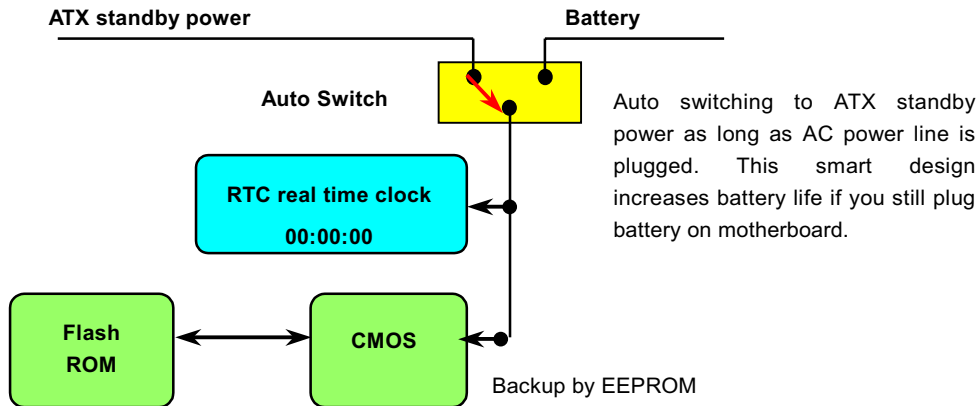 ATX standby power
Battery
Auto Switch
Auto switching to ATX standby
power as long as AC power line is
plugged. This smart design
increases battery life if you still plug
battery on motherboard.
RTC real time clock
00:00:00
Flash
ROM
CMOS
Backup by EEPROM